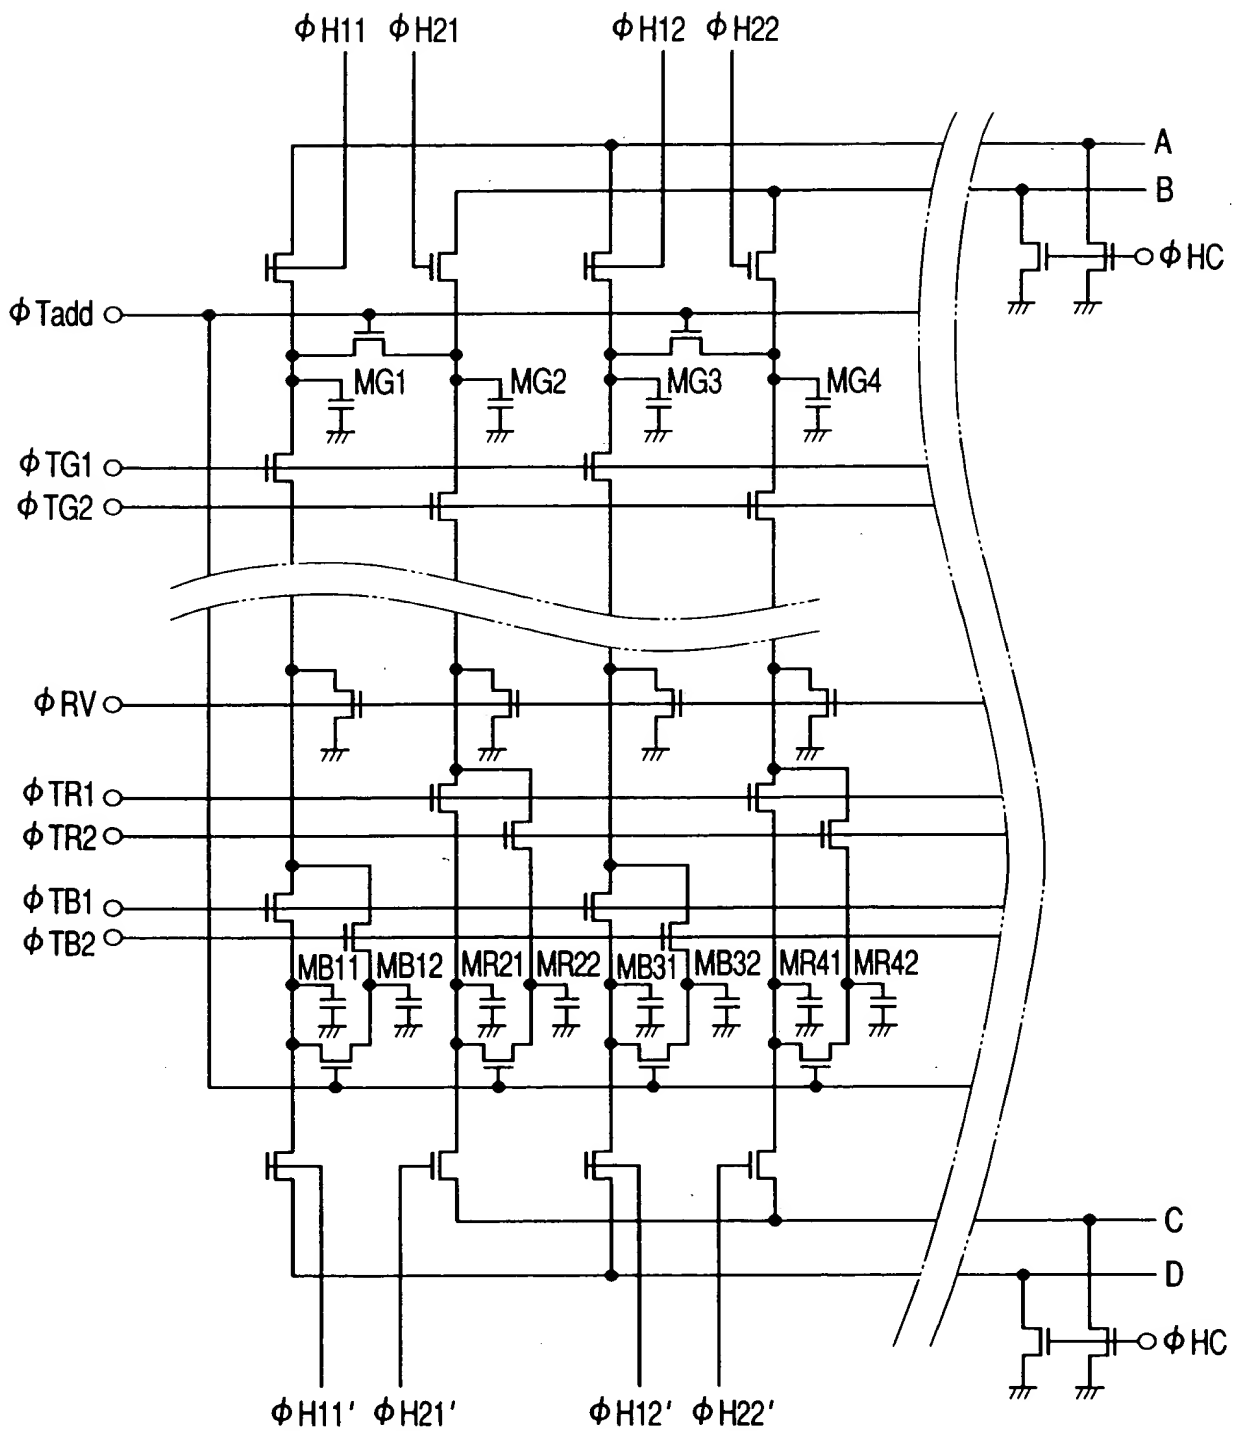 ϕH11 ϕH21 ϕH12 ϕH22
A
B
ϕHC
ϕTadd
MG1 MG2 MG3 MG4
ϕTG1
ϕTG2
ϕRV
ϕTR1
ϕTR2
ϕTB1
ϕTB2
MB11 MB12 MR21 MR22 MB31 MB32 MR41 MR42
C
D
ϕHC
ϕH11' ϕH21' ϕH12' ϕH22'